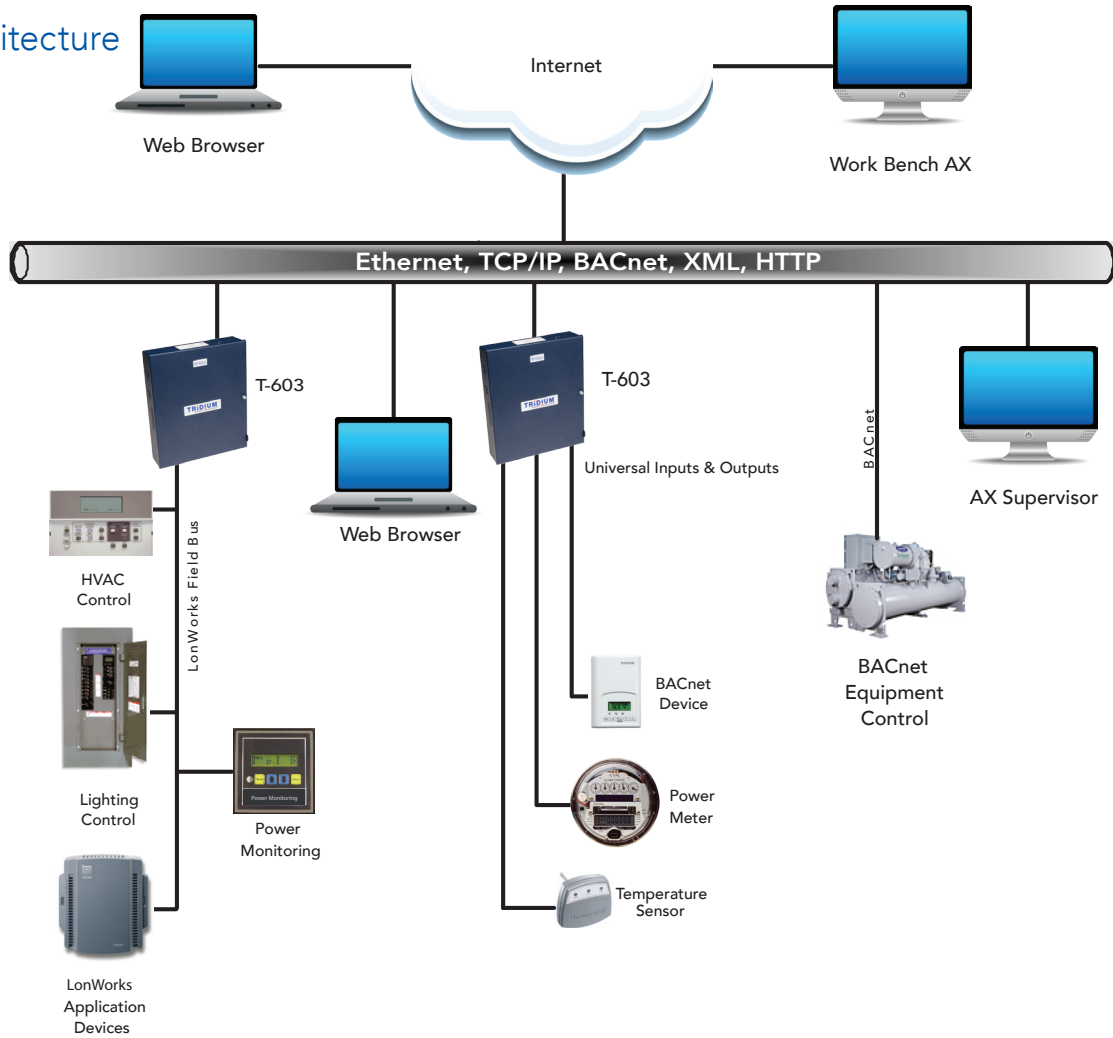 itecture
Internet
Web Browser
Work Bench AX
Ethernet, TCP/IP, BACnet, XML, HTTP
T-603
TRIDIUM
T-603
TRIDIUM
Universal Inputs & Outputs
BACnet
AX Supervisor
Web Browser
LonWorks Field Bus
HVAC
Control
BACnet
Device
BACnet
Equipment
Control
Lighting
Control
Power Monitoring
Power
Monitoring
Power
Meter
Temperature
Sensor
LonWorks
Application
Devices